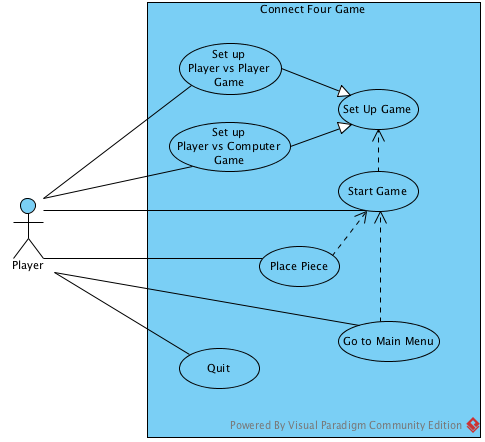 Connect Four Game
Set up
Player vs Player
Game
Set Up Game
Set up
Player vs Computer
Game
Start Game
Player
Place Piece
Go to Main Menu
Quit
Powered By Visual Paradigm Community Edition